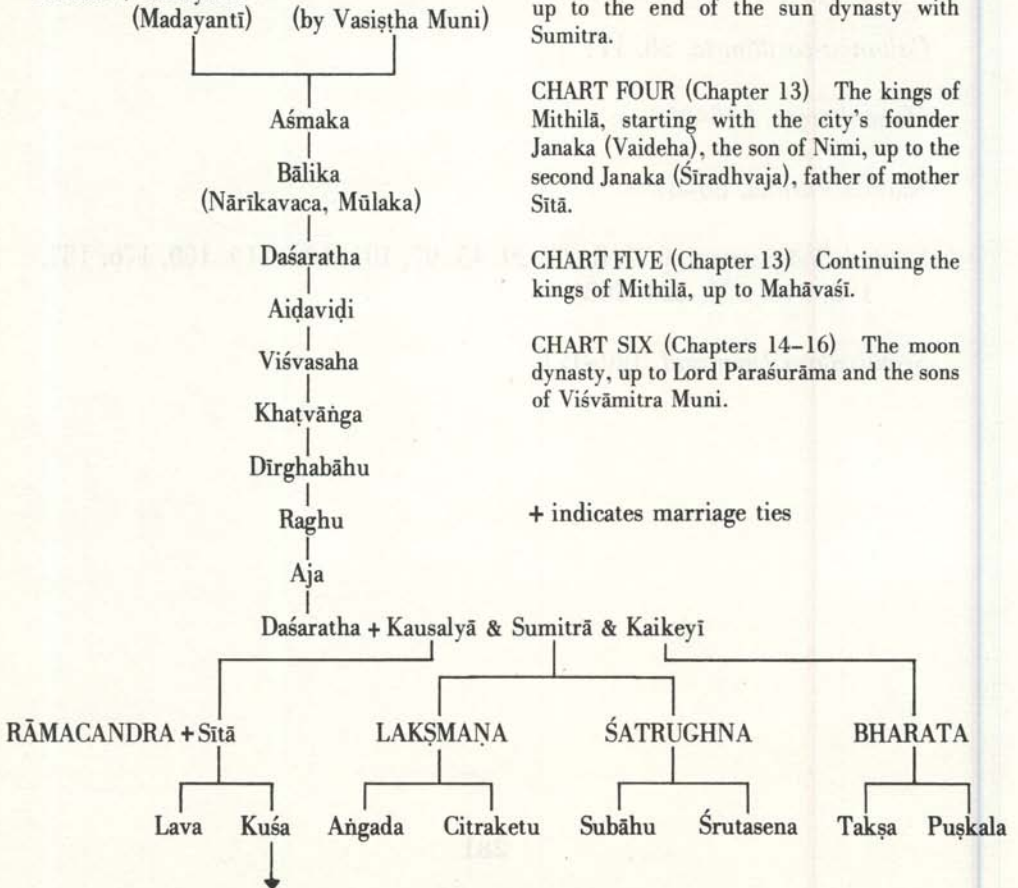 (Madayantī) (by Vasiṣṭha Muni)
Aśmaka
Bālika
(Nārīkavaca, Mūlaka)
Daśaratha
Aiḍaviḍi
Viśvasaha
Khaṭvāṅga
Dīrghabāhu
Raghu
Aja
Daśaratha + Kausalyā & Sumitrā & Kaikeyī
RĀMACANDRA + Sītā LAKṢMAṆA ŚATRUGHNA BHARATA
Lava Kuśa Aṅgada Citraketu Subāhu Śrutasena Takṣa Puṣkala
up to the end of the sun dynasty with
Sumitra.
CHART FOUR (Chapter 13) The kings of
Mithilā, starting with the city's founder
Janaka (Vaideha), the son of Nimi, up to the
second Janaka (Śīradhvaja), father of mother
Sītā.
CHART FIVE (Chapter 13) Continuing the
kings of Mithilā, up to Mahāvaśī.
CHART SIX (Chapters 14–16) The moon
dynasty, up to Lord Paraśurāma and the sons
of Viśvāmitra Muni.
+ indicates marriage ties